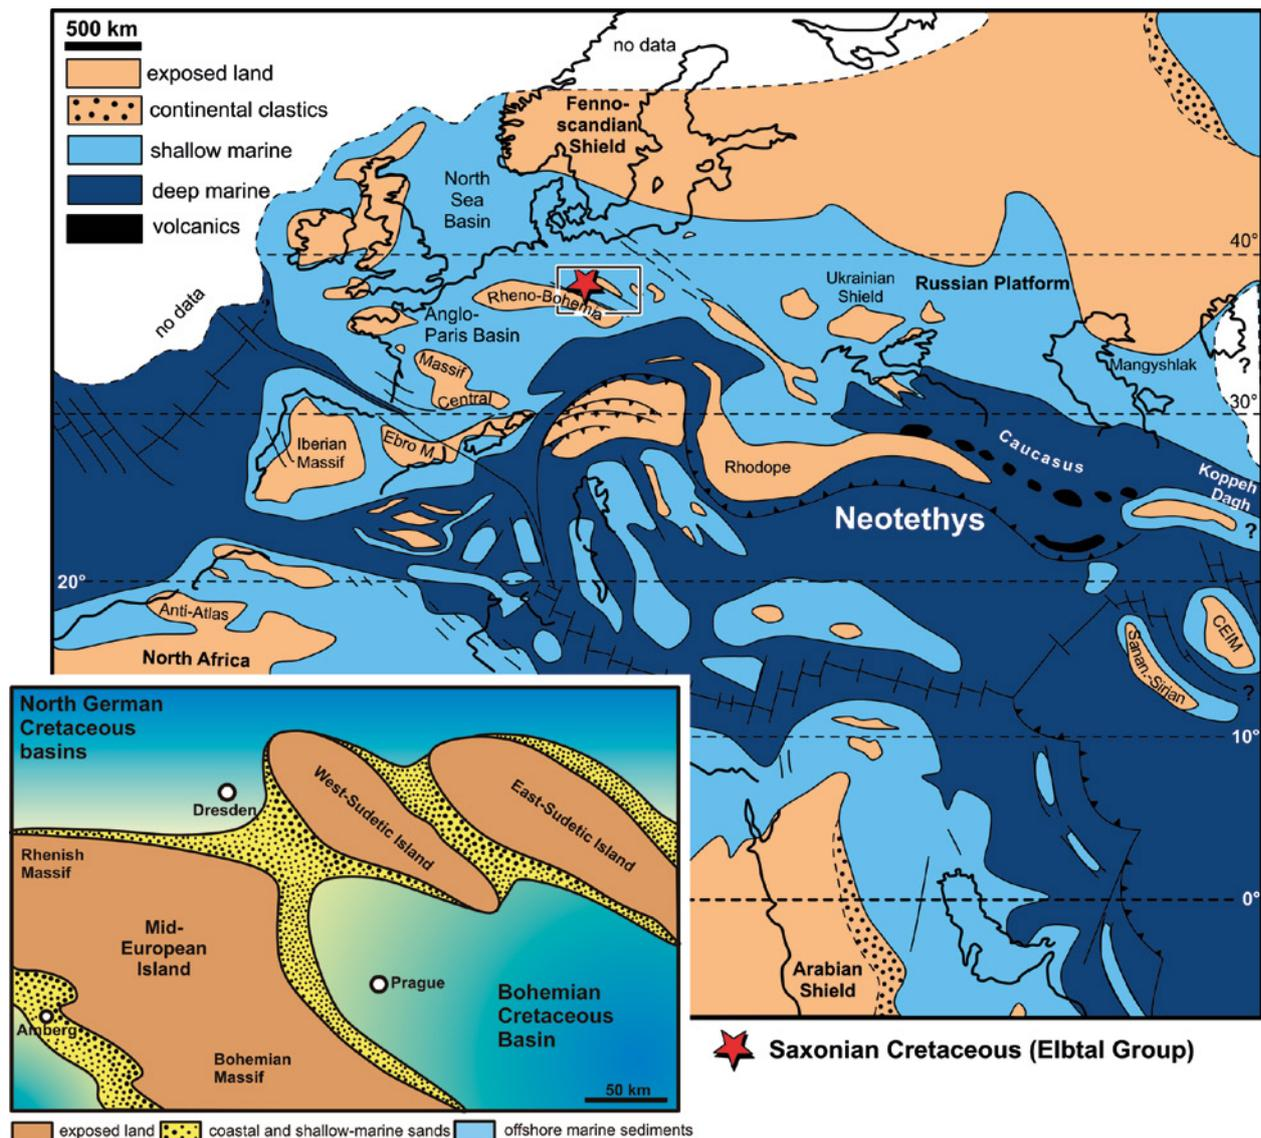 500 km
exposed land
continental clastics
shallow marine
deep marine
volcanics
no data
Fenno-
scandian
Shield
North
Sea
Basin
40°
no data
Rheno-Bohemia
Ukrainian
Shield
Russian Platform
Anglo-
Paris Basin
?
Massif
Central
Mangyshlak
?
30°
Iberian
Massif
Ebro M.
Rhodope
Caucasus
Koppeh
Dagh
Neotethys
?
20°
Anti-Atlas
North Africa
CEIM
Sanan.-Sirjan
?
10°
0°
Arabian
Shield
North German
Cretaceous
basins
Dresden
West-Sudetic
Island
East-Sudetic Island
Rhenish
Massif
Mid-
European
Island
Prague
Bohemian
Cretaceous
Basin
Amberg
Bohemian
Massif
50 km
Saxonian Cretaceous (Elbtal Group)
exposed land
coastal and shallow-marine sands
offshore marine sediments